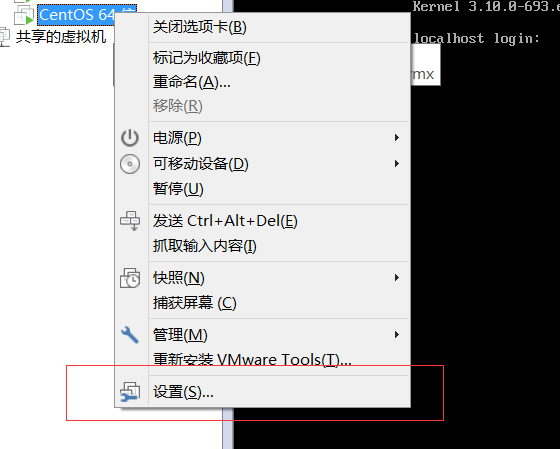 CentOS 64
共享的虚拟机
Kernel 3.10.0-693.e
localhost login:
mx
关闭选项卡(B)
标记为收藏项(F)
重命名(A)...
移除(R)
电源(P)
可移动设备(D)
暂停(U)
发送 Ctrl+Alt+Del(E)
抓取输入内容(I)
快照(N)
捕获屏幕 (C)
管理(M)
重新安装 VMware Tools(T)...
设置(S)...